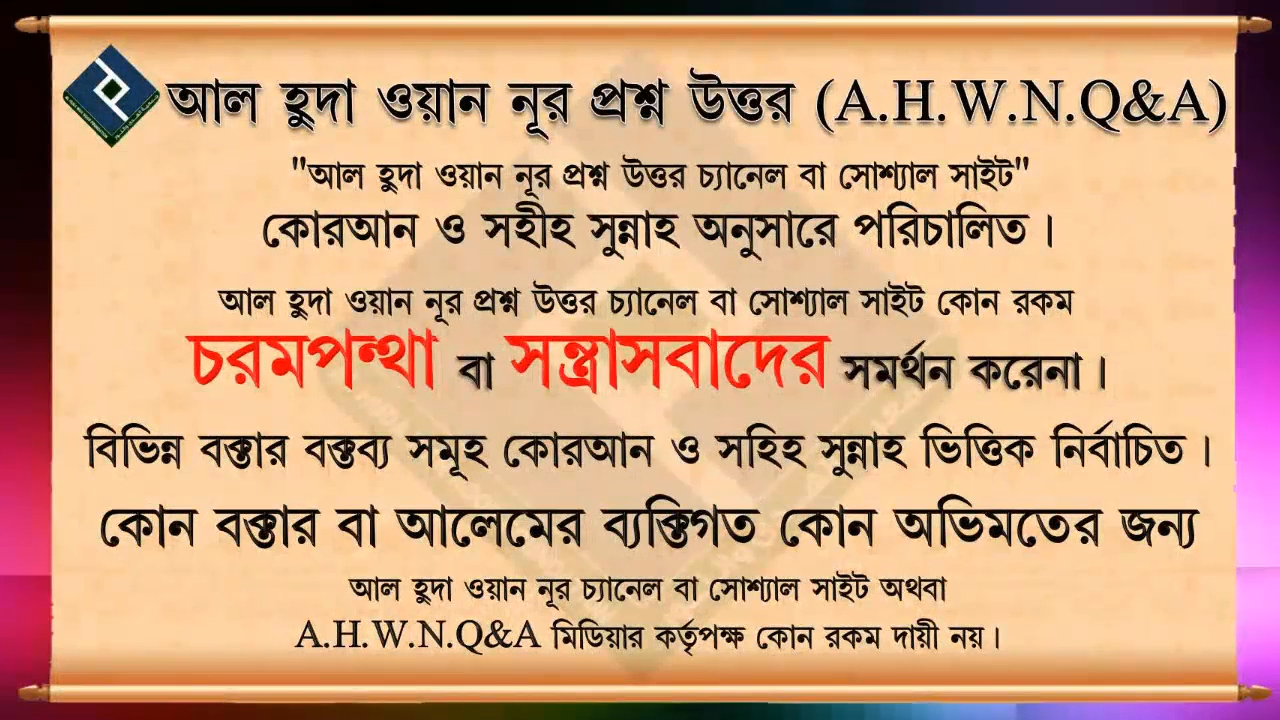 আল হুদা ওয়ান নূর প্রশ্ন উত্তর (A.H.W.N.Q&A)
"আল হুদা ওয়ান নূর প্রশ্ন উত্তর চ্যানেল বা সোশ্যাল সাইট"
কোরআন ও সহীহ সুন্নাহ অনুসারে পরিচালিত।
আল হুদা ওয়ান নূর প্রশ্ন উত্তর চ্যানেল বা সোশ্যাল সাইট কোন রকম
চরমপন্থা বা সন্ত্রাসবাদের সমর্থন করেনা।
বিভিন্ন বক্তার বক্তব্য সমূহ কোরআন ও সহিহ সুন্নাহ ভিত্তিক নির্বাচিত।
কোন বক্তার বা আলেমের ব্যক্তিগত কোন অভিমতের জন্য
আল হুদা ওয়ান নূর চ্যানেল বা সোশ্যাল সাইট অথবা
A.H.W.N.Q&A মিডিয়ার কর্তৃপক্ষ কোন রকম দায়ী নয়।